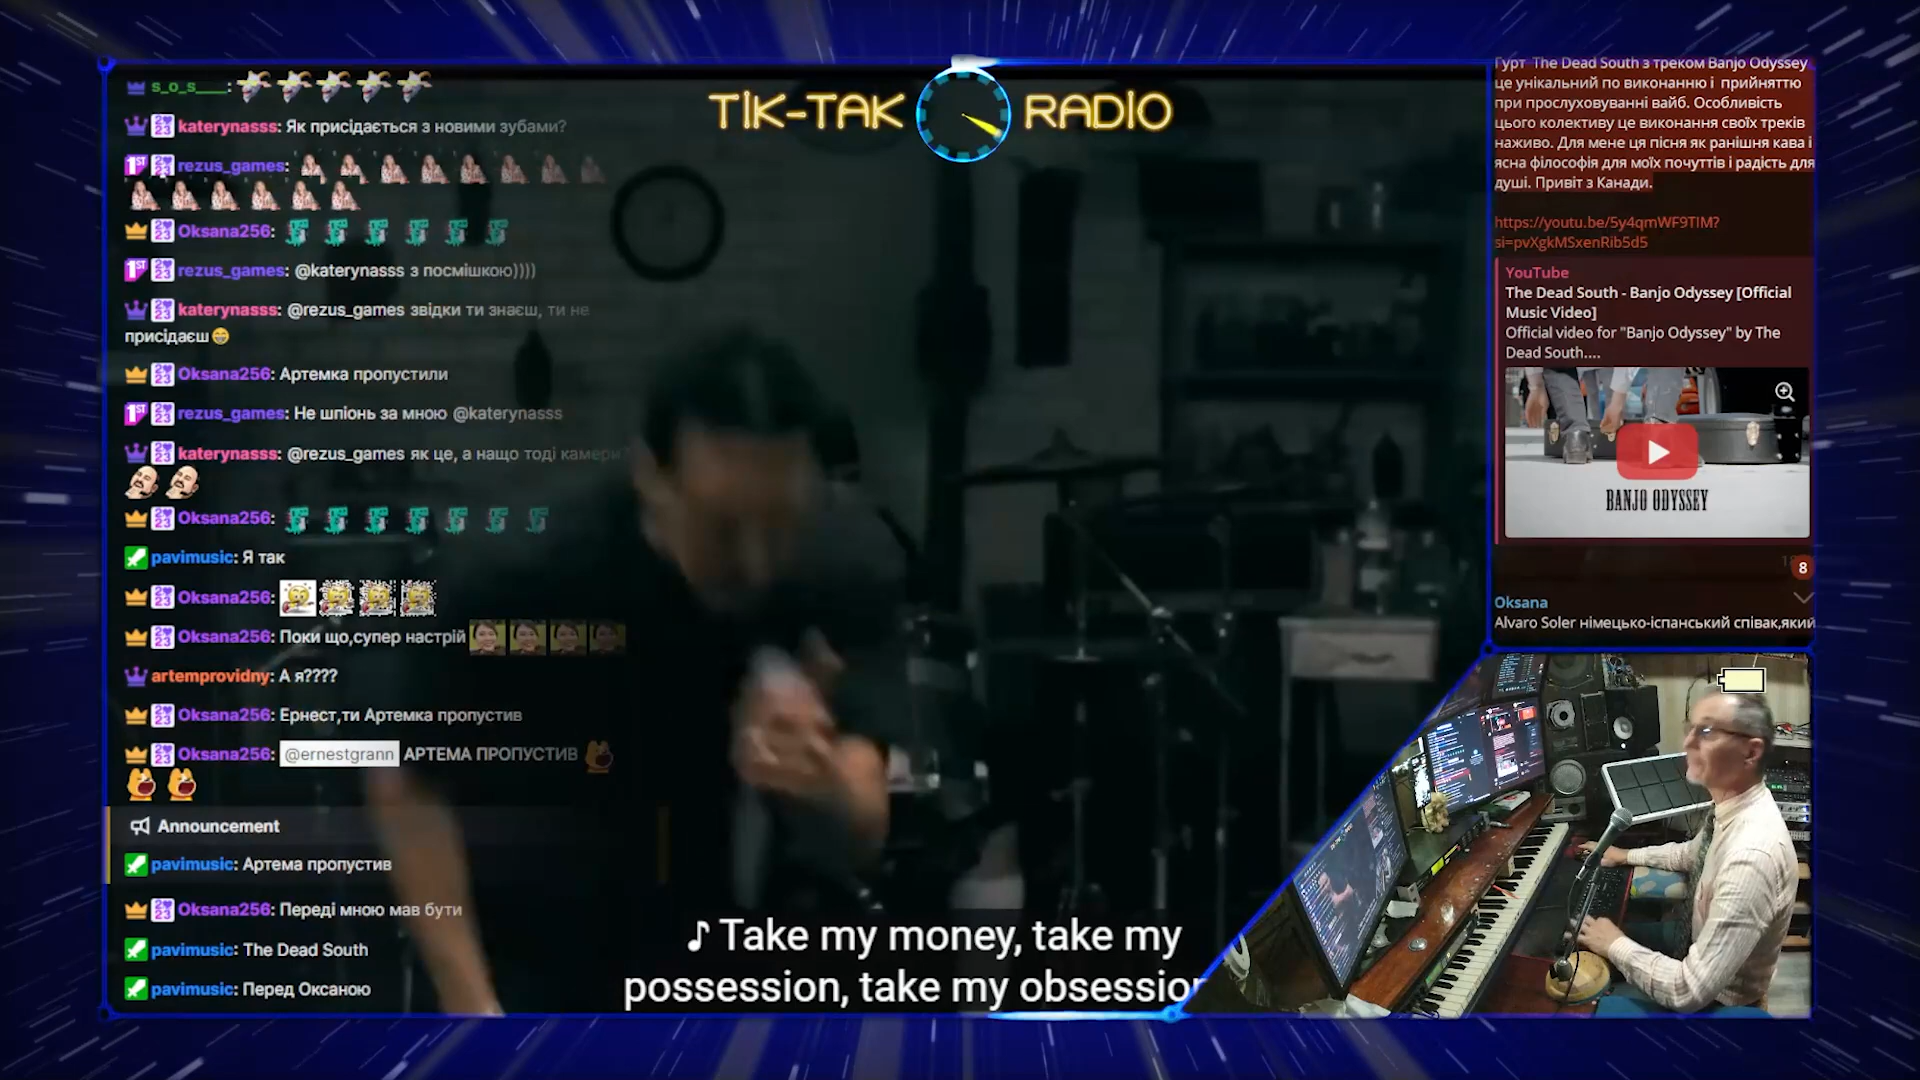 s_o_s____:
katerynasss: Як присідається з новими зубами?
rezus_games:
Oksana256:
rezus_games: @katerynasss з посмішкою))))
katerynasss: @rezus_games звідки ти знаєш, ти не
присідаєш
Oksana256: Артемка пропустили
rezus_games: Не шпіонь за мною @katerynasss
katerynasss: @rezus_games як це, а нащо тоді камери?
Oksana256:
pavimusic: Я так
Oksana256:
Oksana256: Поки що,супер настрій
artemprovidny: А я????
Oksana256: Ернест,ти Артемка пропустив
Oksana256: @ernestgrann АРТЕМА ПРОПУСТИВ
Announcement
pavimusic: Артема пропустив
Oksana256: Переді мною мав бути
pavimusic: The Dead South
pavimusic: Перед Оксаною
TIK-TAK RADIO
♪ Take my money, take my
possession, take my obsession
Гурт The Dead South з треком Banjo Odyssey
це унікальний по виконанню і прийняттю
при прослуховуванні вайб. Особливість
цього колективу це виконання своїх треків
наживо. Для мене ця пісня як ранішня кава і
ясна філософія для моїх почуттів і радість для
душі. Привіт з Канади.
https://youtu.be/5y4qmWF9TIM?
si=pvXgkMSxenRib5d5
YouTube
The Dead South - Banjo Odyssey [Official
Music Video]
Official video for "Banjo Odyssey" by The
Dead South....
BANJO ODYSSEY
8
Oksana
Alvaro Soler німецько-іспанський співак,який